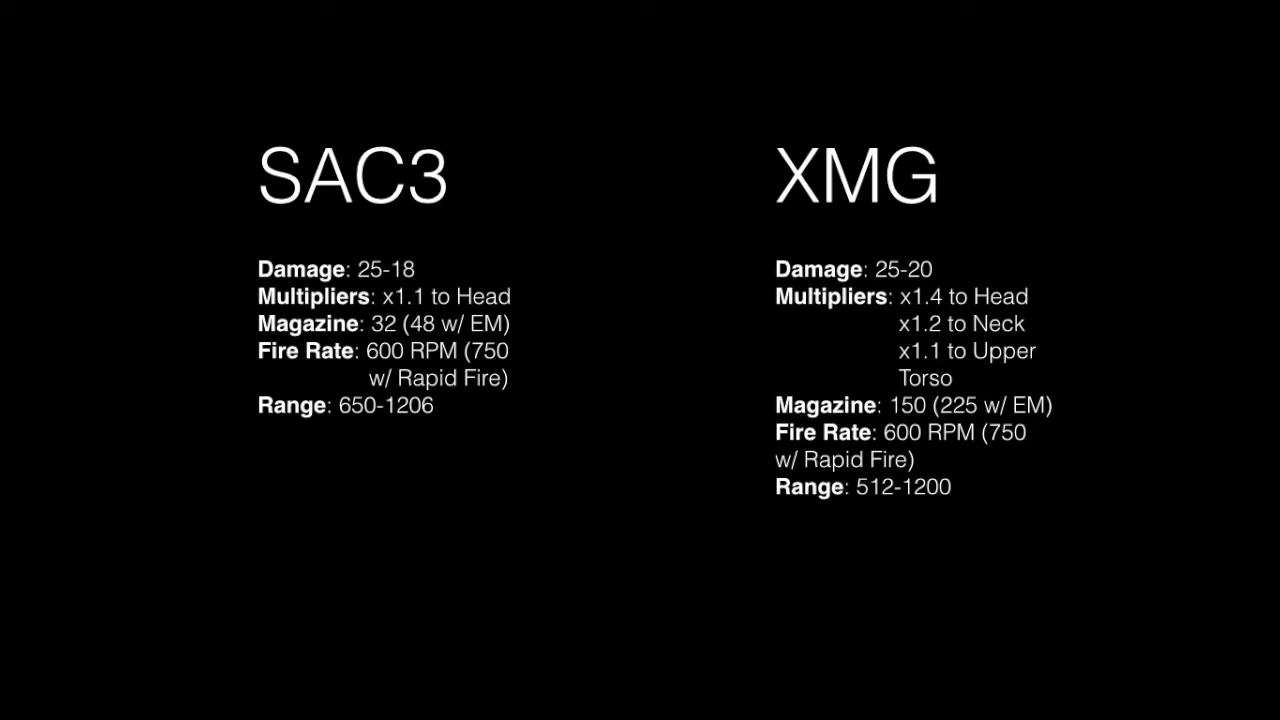 SAC3
Damage: 25-18
Multipliers: x1.1 to Head
Magazine: 32 (48 w/ EM)
Fire Rate: 600 RPM (750
w/ Rapid Fire)
Range: 650-1206
XMG
Damage: 25-20
Multipliers: x1.4 to Head
x1.2 to Neck
x1.1 to Upper
Torso
Magazine: 150 (225 w/ EM)
Fire Rate: 600 RPM (750
w/ Rapid Fire)
Range: 512-1200